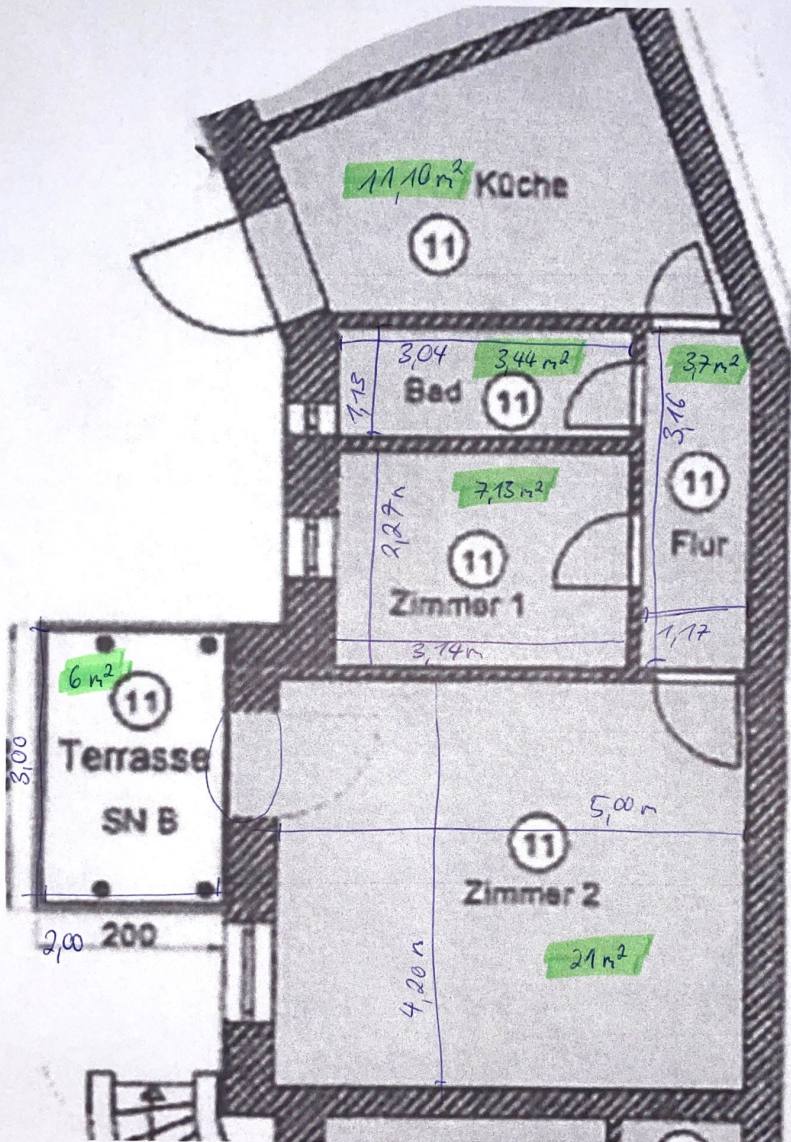 11,10 m² Küche
11
3,04 3,44 m² 3,7 m²
1,13 Bad 11
3,16
7,13 m²
2,27 m
11
11 Flur
Zimmer 1
3,14 m
1,17
6 m²
11
Terrasse
3,00
SN B
5,00 m
11
Zimmer 2
2,00 200
21 m²
4,20 m